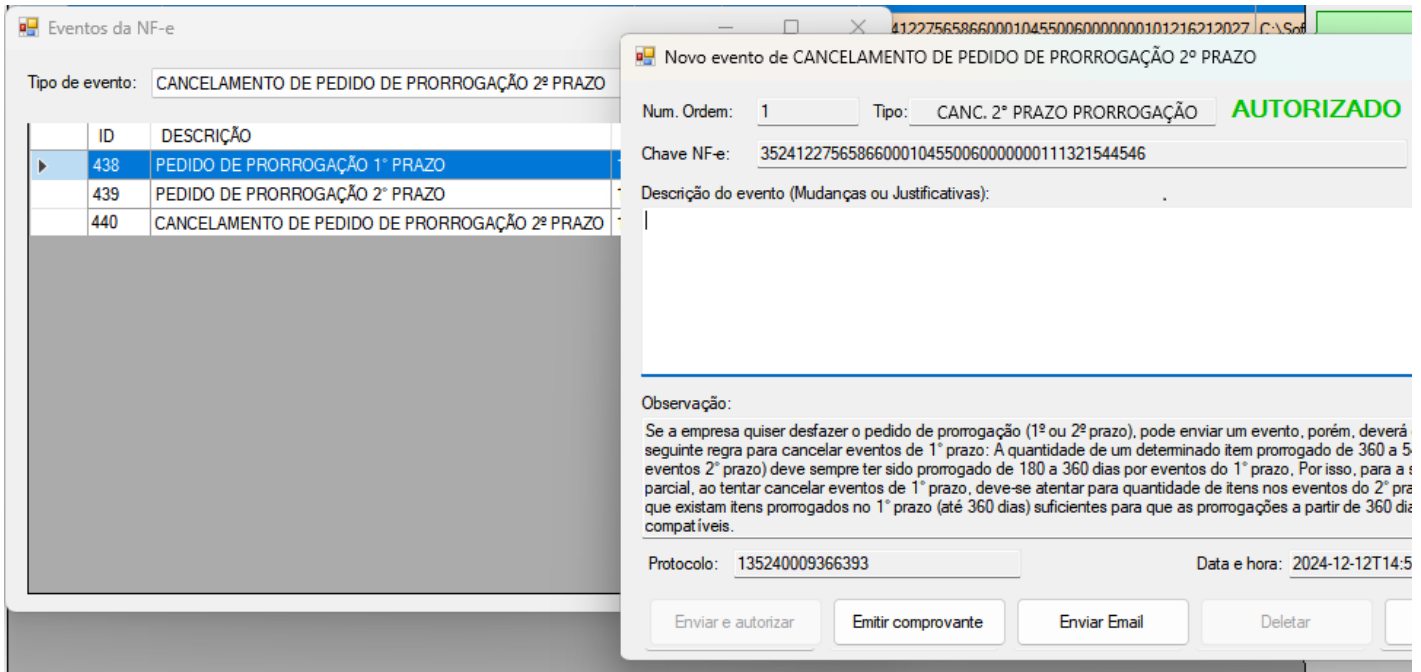 Eventos da NF-e
Tipo de evento: CANCELAMENTO DE PEDIDO DE PRORROGAÇÃO 2º PRAZO
ID DESCRIÇÃO
438 PEDIDO DE PRORROGAÇÃO 1° PRAZO
439 PEDIDO DE PRORROGAÇÃO 2° PRAZO
440 CANCELAMENTO DE PEDIDO DE PRORROGAÇÃO 2º PRAZO
41227565866000104550060000000101216212027 C:\Sof
Novo evento de CANCELAMENTO DE PEDIDO DE PRORROGAÇÃO 2º PRAZO
Num. Ordem: 1 Tipo: CANC. 2° PRAZO PRORROGAÇÃO AUTORIZADO
Chave NF-e: 35241227565866000104550060000000111321544546
Descrição do evento (Mudanças ou Justificativas):
Observação:
Se a empresa quiser desfazer o pedido de prorrogação (1º ou 2º prazo), pode enviar um evento, porém, deverá
seguinte regra para cancelar eventos de 1° prazo: A quantidade de um determinado item prorrogado de 360 a 5
eventos 2° prazo) deve sempre ter sido prorrogado de 180 a 360 dias por eventos do 1° prazo, Por isso, para a s
parcial, ao tentar cancelar eventos de 1° prazo, deve-se atentar para quantidade de itens nos eventos do 2° pra
que existam itens prorrogados no 1° prazo (até 360 dias) suficientes para que as prorrogações a partir de 360 dia
compatíveis.
Protocolo: 135240009366393 Data e hora: 2024-12-12T14:5
Enviar e autorizar Emitir comprovante Enviar Email Deletar